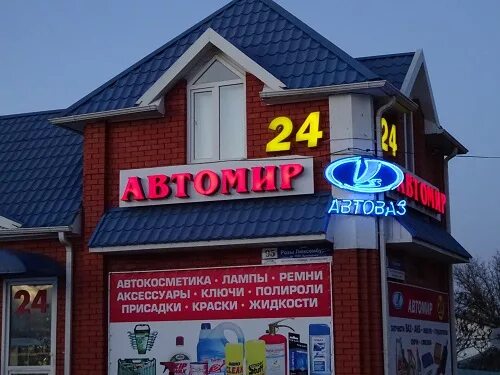 24
24
АВТОМИР
АВТОМИР
АВТОВАЗ
АВТОКОСМЕТИКА • ЛАМПЫ • РЕМНИ
АКСЕССУАРЫ • КЛЮЧИ • ПОЛИРОЛИ
ПРИСАДКИ • КРАСКИ • ЖИДКОСТИ
АВТОМИР
24